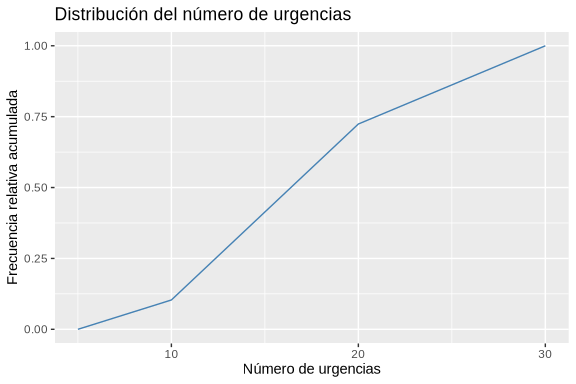 Distribución del número de urgencias
Frecuencia relativa acumulada
1.00
0.75
0.50
0.25
0.00
10
20
30
Número de urgencias